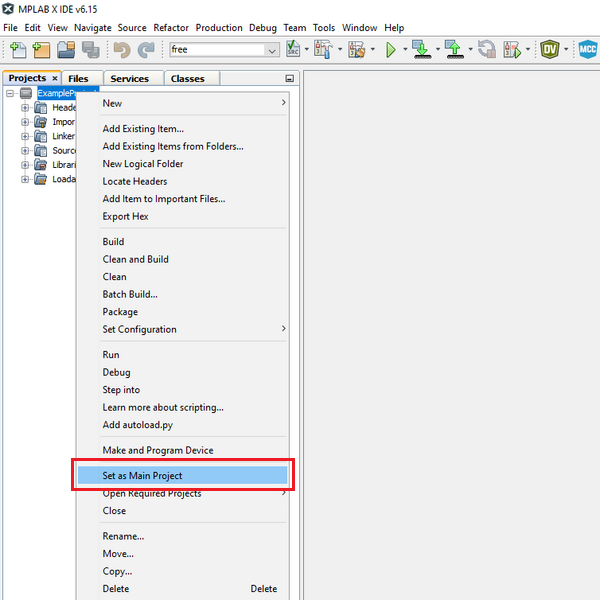 MPLAB X IDE v6.15
File Edit View Navigate Source Refactor Production Debug Team Tools Window Help
free
SRC
DV
MCC
Projects × Files Services Classes
New
Heade
Add Existing Item...
Impor
Linker
Add Existing Items from Folders...
Sourc
New Logical Folder
Librari
Locate Headers
Loada
Add Item to Important Files...
Export Hex
Build
Clean and Build
Clean
Batch Build...
Package
Set Configuration
Run
Debug
Step into
Learn more about scripting...
Add autoload.py
Make and Program Device
Set as Main Project
Open Required Projects
Close
Rename...
Move...
Copy...
Delete Delete